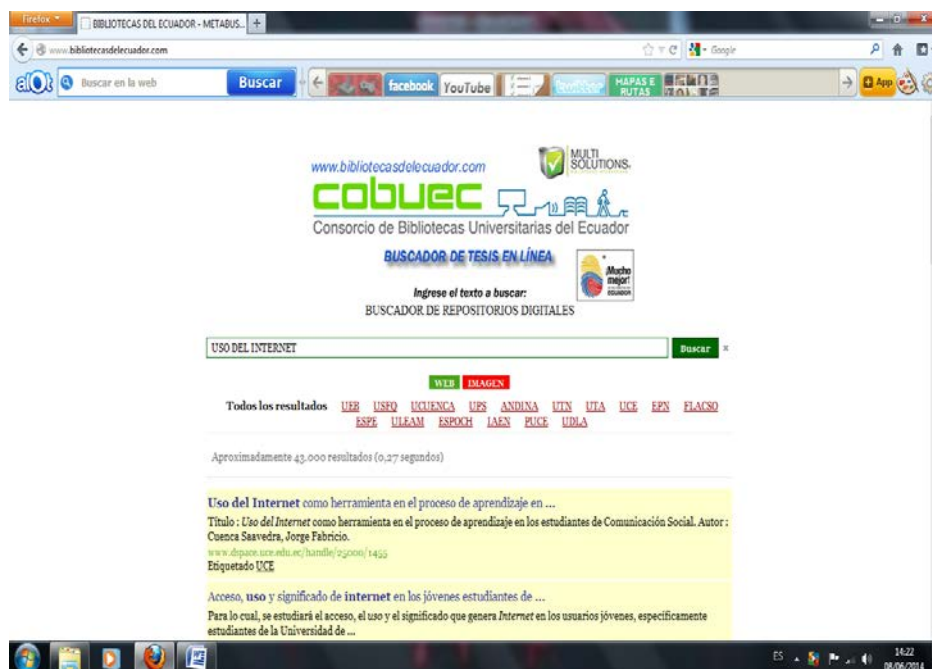 Firefox
BIBLIOTECAS DEL ECUADOR - METABUS...
www.bibliotecasdelecuador.com
Google
alot
Buscar en la web
Buscar
facebook
YouTube
twitter
MAPAS E
RUTAS
App
www.bibliotecasdelecuador.com
MULTI
SOLUTIONS.
cobuec
Consorcio de Bibliotecas Universitarias del Ecuador
BUSCADOR DE TESIS EN LÍNEA
¡Mucho
mejor!
ECUADOR
Ingrese el texto a buscar:
BUSCADOR DE REPOSITORIOS DIGITALES
USO DEL INTERNET
Buscar
×
WEB IMAGEN
Todos los resultados UEB USFQ UCUENCA UPS ANDINA UTN UTA UCE EPN FLACSO
ESPE ULEAM ESPOCH IAEN PUCE UDLA
Aproximadamente 43.000 resultados (0,27 segundos)
Uso del Internet como herramienta en el proceso de aprendizaje en ...
Título : Uso del Internet como herramienta en el proceso de aprendizaje en los estudiantes de Comunicación Social. Autor :
Cuenca Saavedra, Jorge Fabricio.
www.dspace.uce.edu.ec/handle/25000/1455
Etiquetado UCE
Acceso, uso y significado de internet en los jóvenes estudiantes de ...
Para lo cual, se estudiará el acceso, el uso y el significado que genera Internet en los usuarios jóvenes, específicamente
estudiantes de la Universidad de ...
ES
14:22
08/06/2014